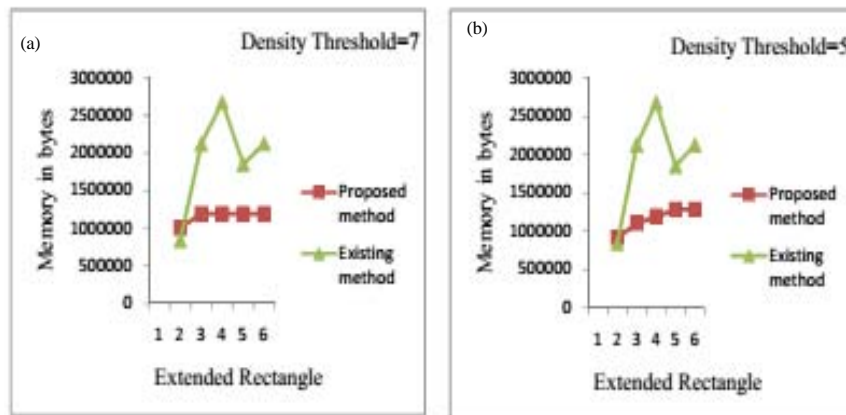 (a)
Density Threshold=7
3000000
2500000
2000000
1500000
1000000
500000
0
Memory in bytes
1 2 3 4 5 6
Extended Rectangle
Proposed
method
Existing
method
(b)
Density Threshold=5
3000000
2500000
2000000
1500000
1000000
500000
0
Memory in bytes
1 2 3 4 5 6
Extended Rectangle
Proposed
method
Existing
method